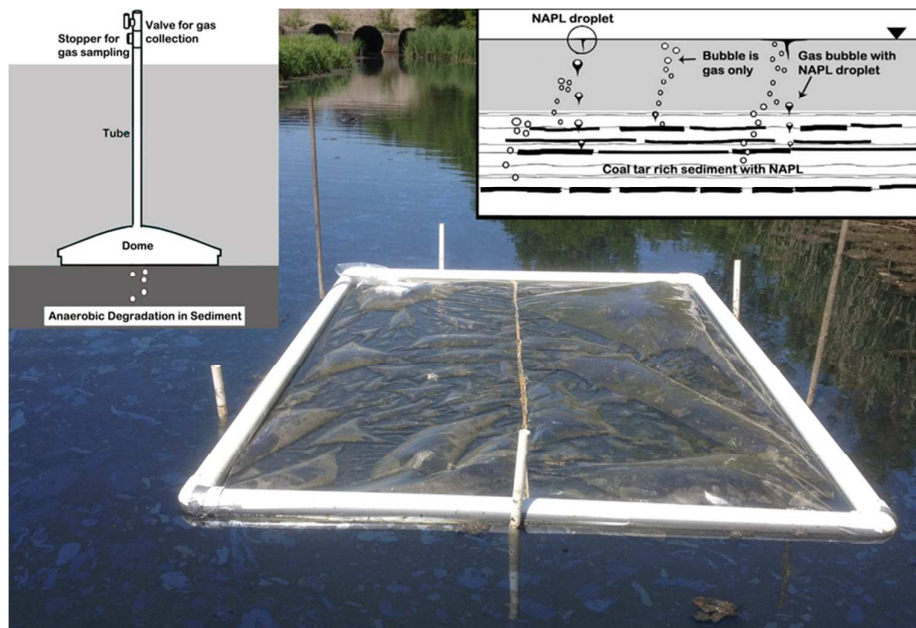 Stopper for
gas sampling
Valve for gas
collection
Tube
Dome
Anaerobic Degradation in Sediment
NAPL droplet
Bubble is
gas only
Gas bubble with
NAPL droplet
Coal tar rich sediment with NAPL